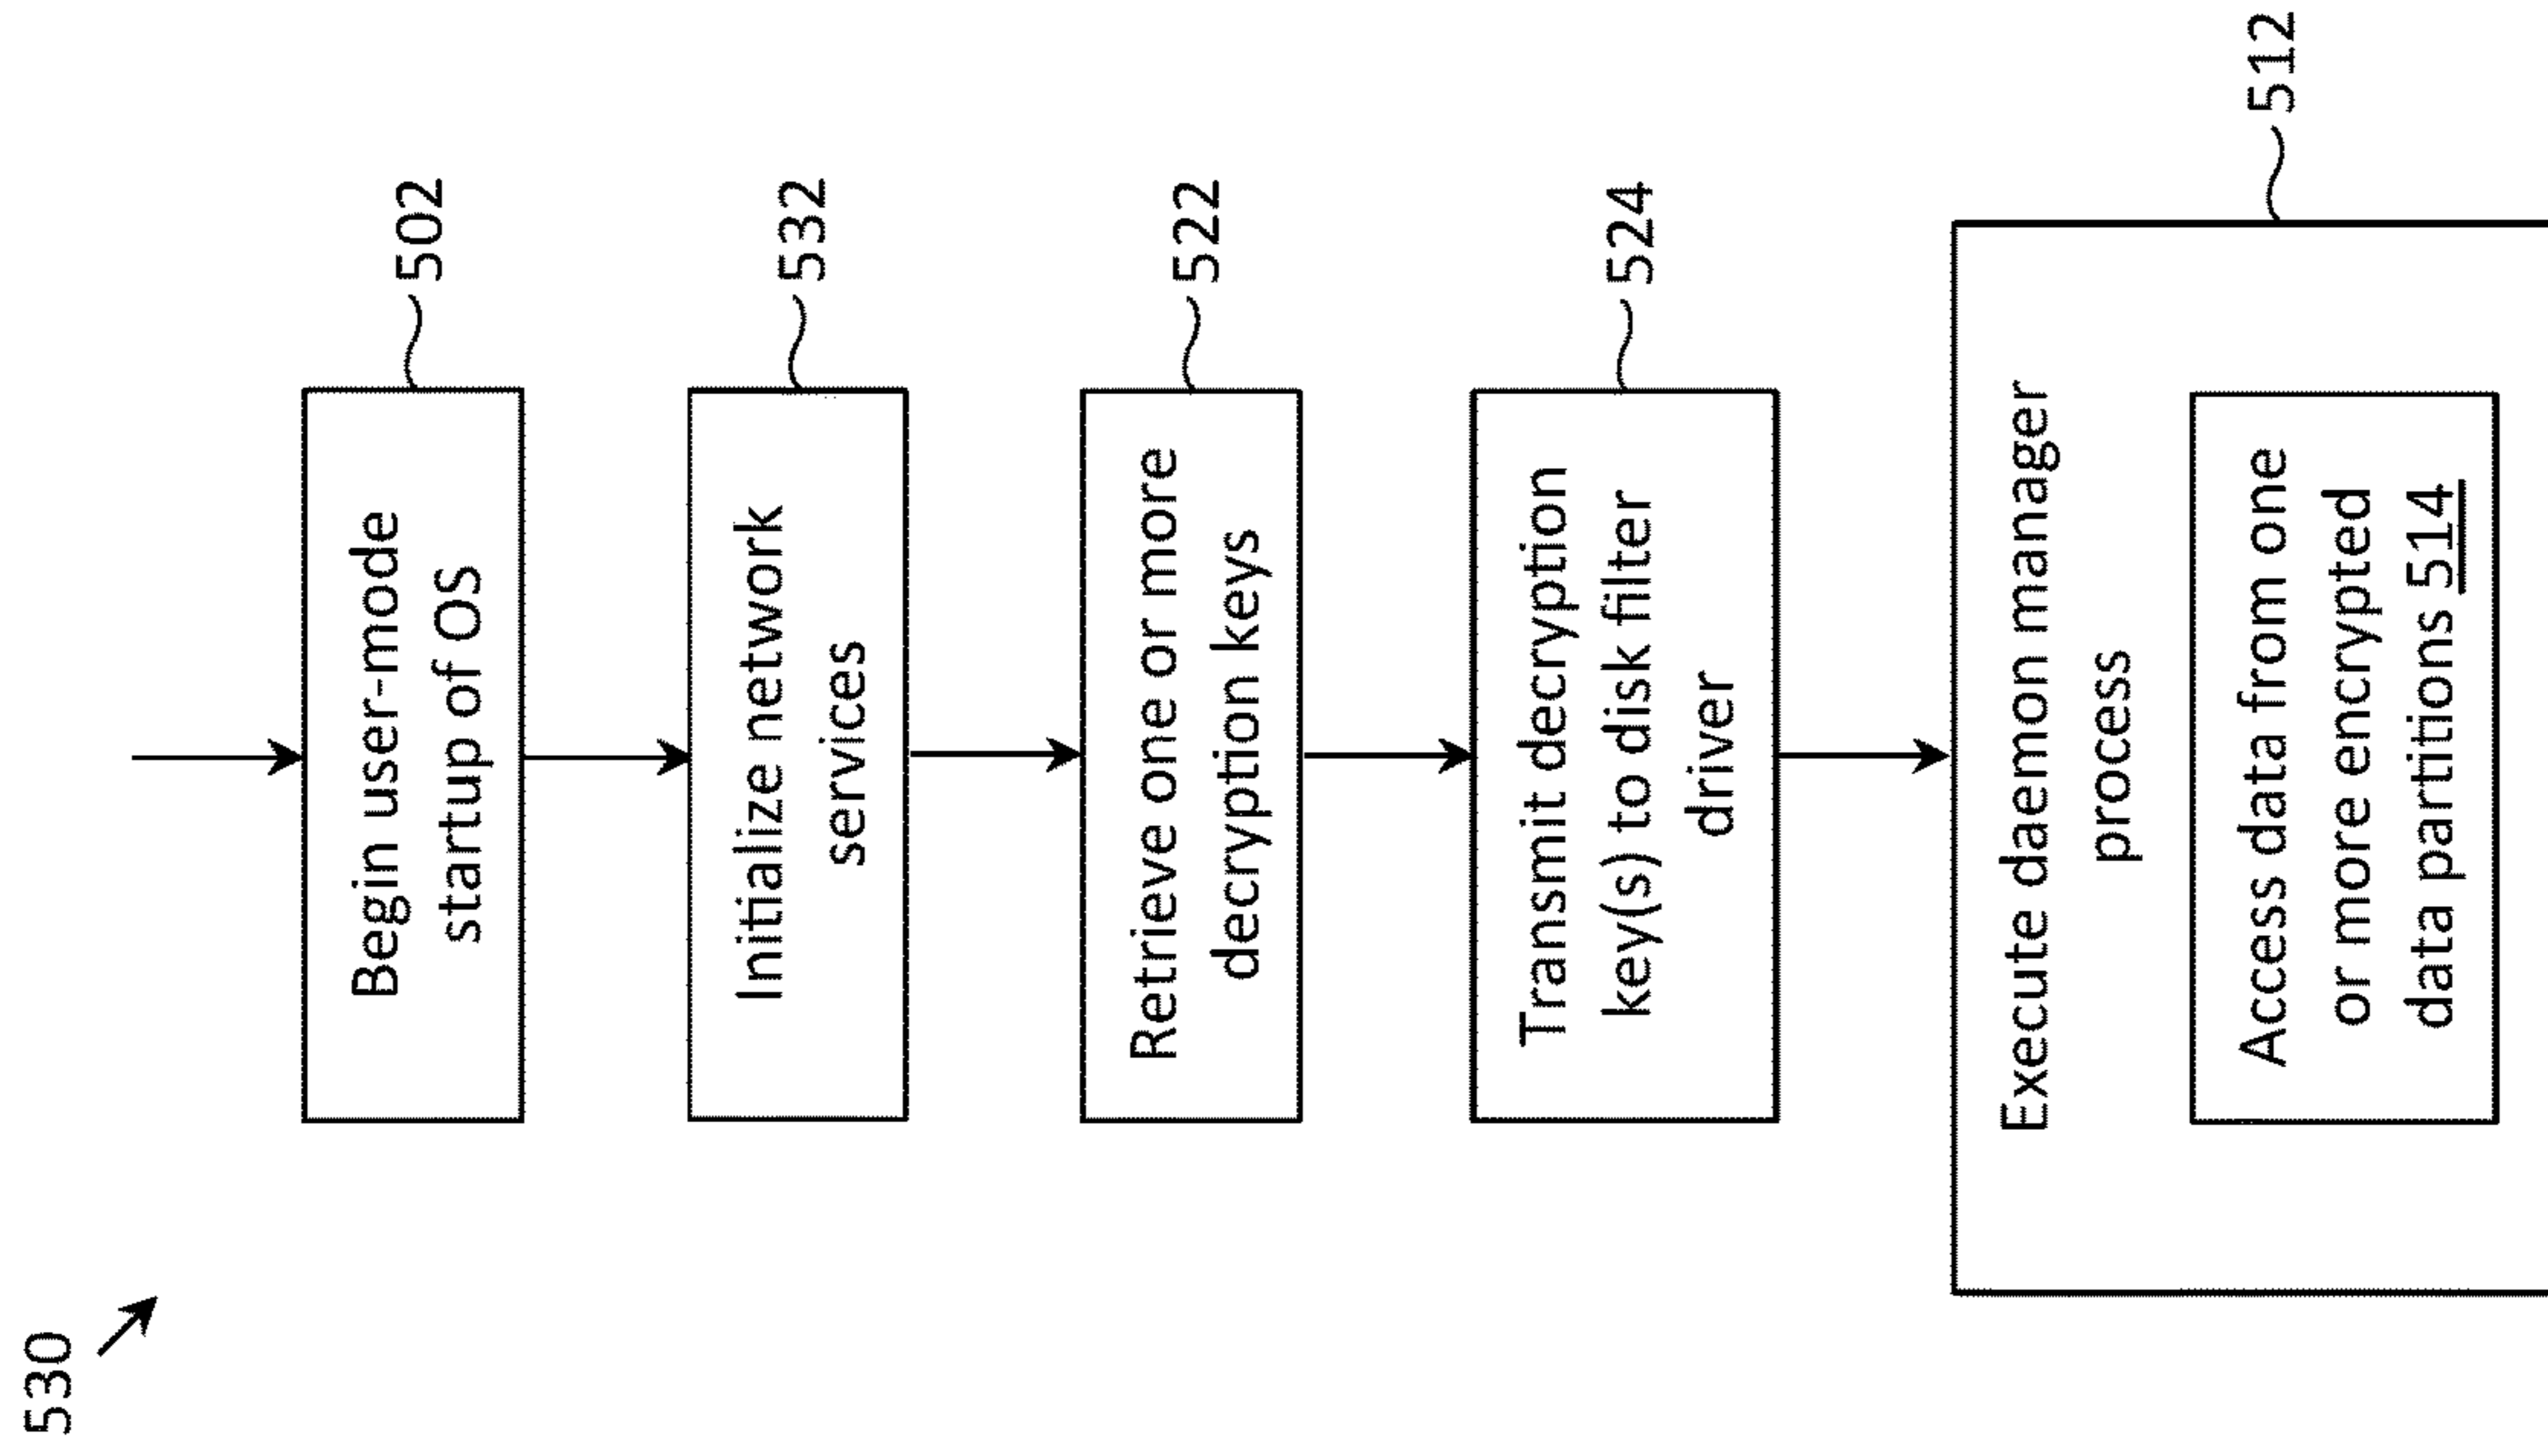 530
Begin user-mode
startup of OS
502
Initialize network
services
532
Retrieve one or more
decryption keys
522
Transmit decryption
key(s) to disk filter
driver
524
Execute daemon manager
process
512
Access data from one
or more encrypted
data partitions 514